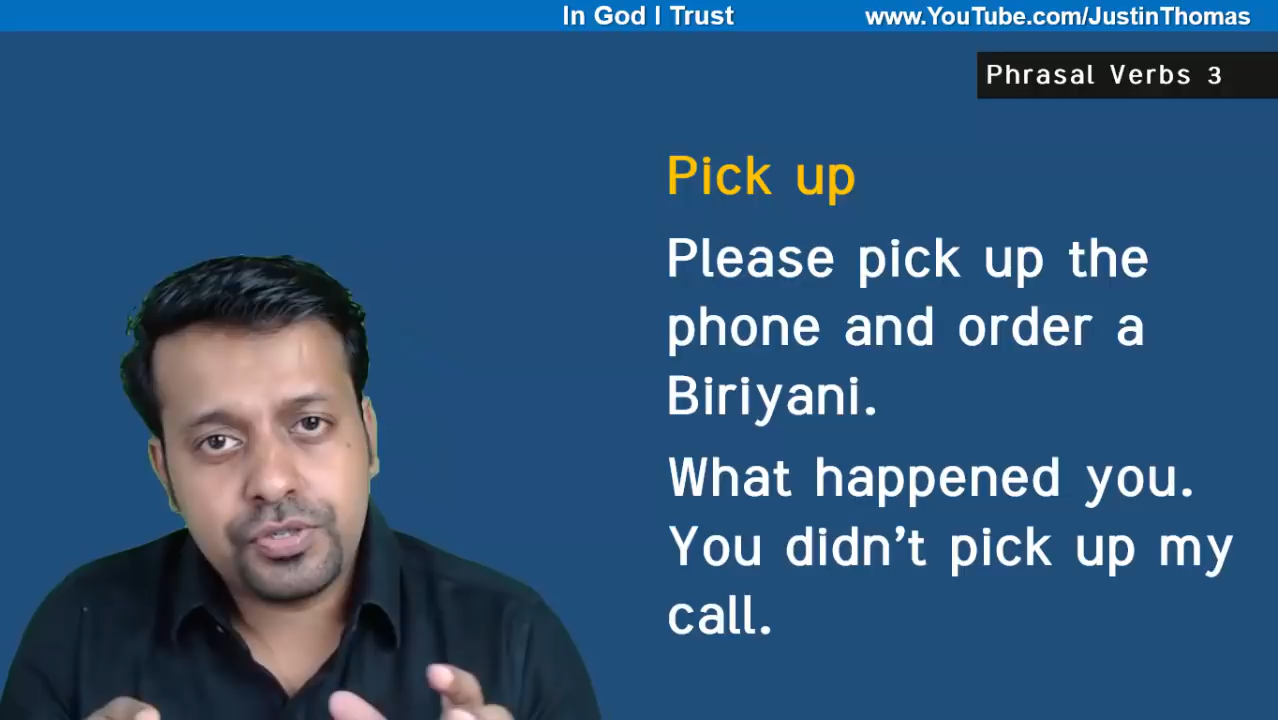 In God I Trust
www.YouTube.com/JustinThomas
Phrasal Verbs 3
Pick up
Please pick up the
phone and order a
Biriyani.
What happened you.
You didn't pick up my
call.